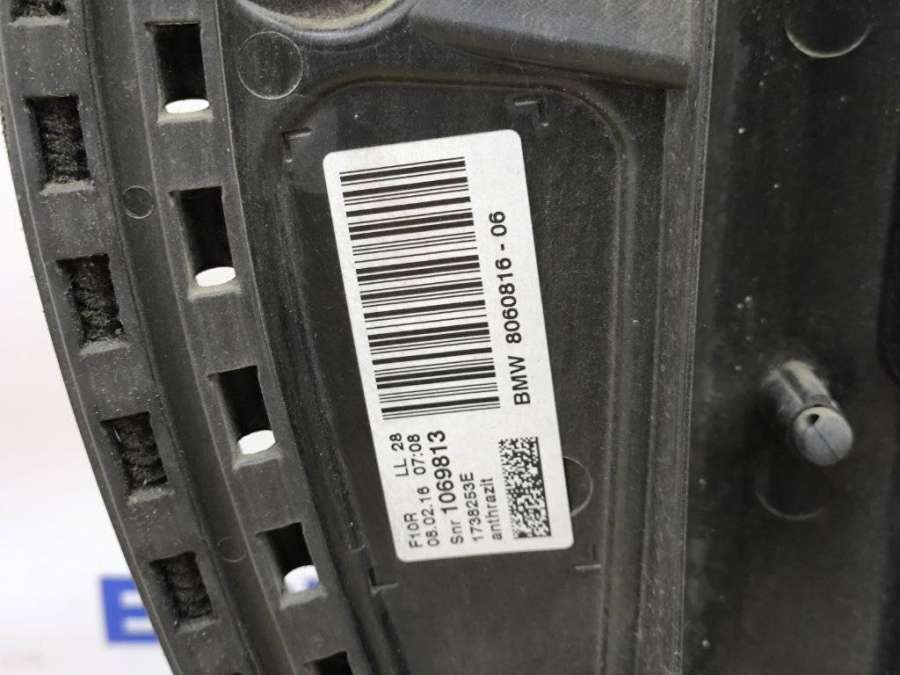 BMW 8060816 - 06
F10R LL 28
08.02.16 07:08
Snr 1069813
1738253E
anthrazit